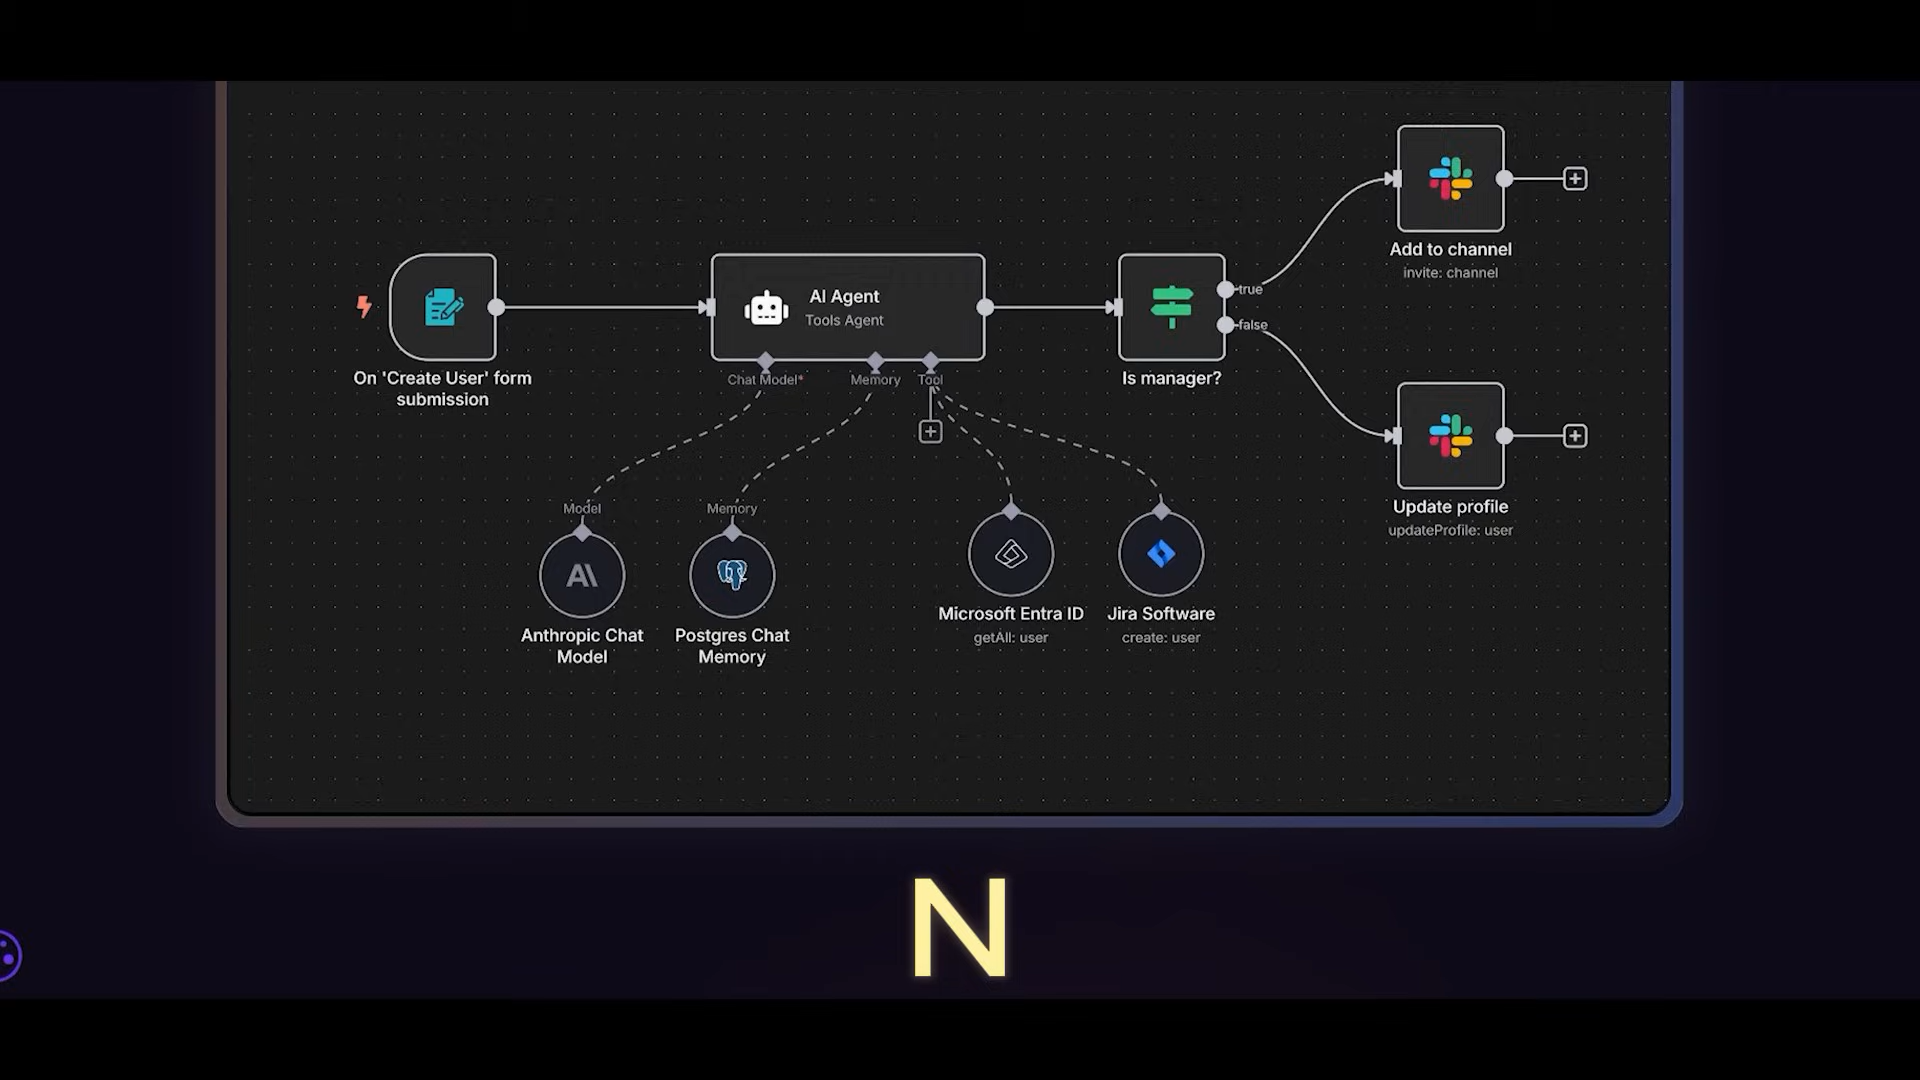 Add to channel
invite: channel
AI Agent
Tools Agent
true
false
On 'Create User' form
submission
Chat Model*
Memory
Tool
Is manager?
Model
Memory
Update profile
updateProfile: user
Anthropic Chat
Model
Postgres Chat
Memory
Microsoft Entra ID
getAll: user
Jira Software
create: user
N